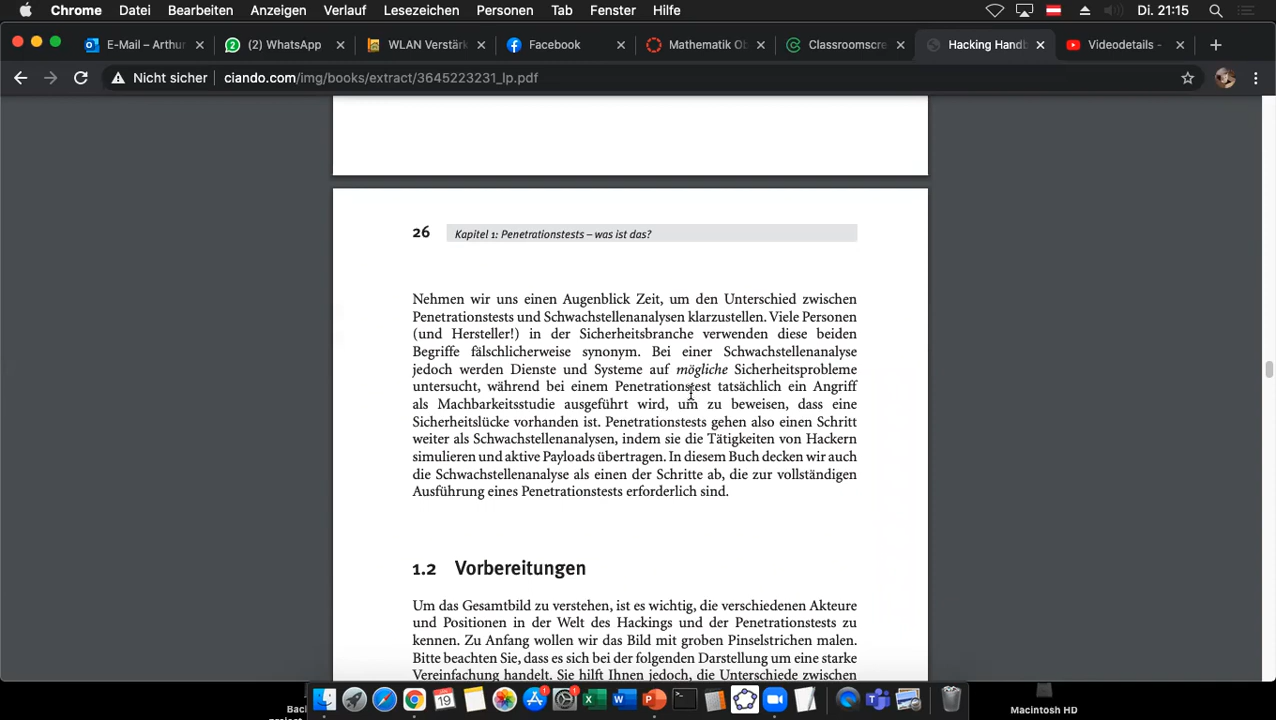 Chrome Datei Bearbeiten Anzeigen Verlauf Lesezeichen Personen Tab Fenster Hilfe Di. 21:15
E-Mail – Arthur (2) WhatsApp WLAN Verstärk Facebook Mathematik Ob Classroomscre Hacking Handb Videodetails -
Nicht sicher ciando.com/img/books/extract/3645223231_lp.pdf
26 Kapitel 1: Penetrationstests – was ist das?
Nehmen wir uns einen Augenblick Zeit, um den Unterschied zwischen
Penetrationstests und Schwachstellenanalysen klarzustellen. Viele Personen
(und Hersteller!) in der Sicherheitsbranche verwenden diese beiden
Begriffe fälschlicherweise synonym. Bei einer Schwachstellenanalyse
jedoch werden Dienste und Systeme auf mögliche Sicherheitsprobleme
untersucht, während bei einem Penetrationstest tatsächlich ein Angriff
als Machbarkeitsstudie ausgeführt wird, um zu beweisen, dass eine
Sicherheitslücke vorhanden ist. Penetrationstests gehen also einen Schritt
weiter als Schwachstellenanalysen, indem sie die Tätigkeiten von Hackern
simulieren und aktive Payloads übertragen. In diesem Buch decken wir auch
die Schwachstellenanalyse als einen der Schritte ab, die zur vollständigen
Ausführung eines Penetrationstests erforderlich sind.
1.2 Vorbereitungen
Um das Gesamtbild zu verstehen, ist es wichtig, die verschiedenen Akteure
und Positionen in der Welt des Hackings und der Penetrationstests zu
kennen. Zu Anfang wollen wir das Bild mit groben Pinselstrichen malen.
Bitte beachten Sie, dass es sich bei der folgenden Darstellung um eine starke
Vereinfachung handelt. Sie hilft Ihnen jedoch, die Unterschiede zwischen
19
Back
Macintosh HD